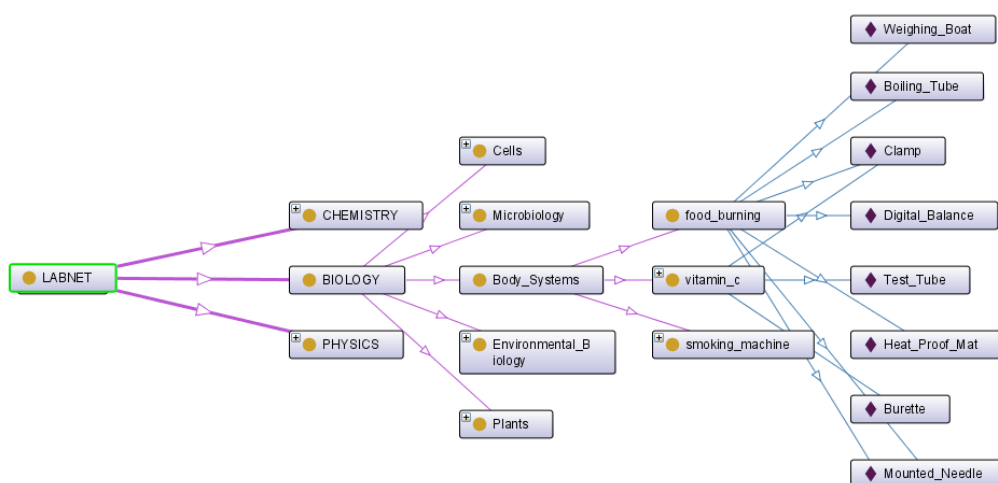 Weighing_Boat
Boiling_Tube
Cells
Clamp
CHEMISTRY
Microbiology
food_burning
Digital_Balance
LABNET
BIOLOGY
Body_Systems
vitamin_c
Test_Tube
PHYSICS
Environmental_B
iology
smoking_machine
Heat_Proof_Mat
Burette
Plants
Mounted_Needle